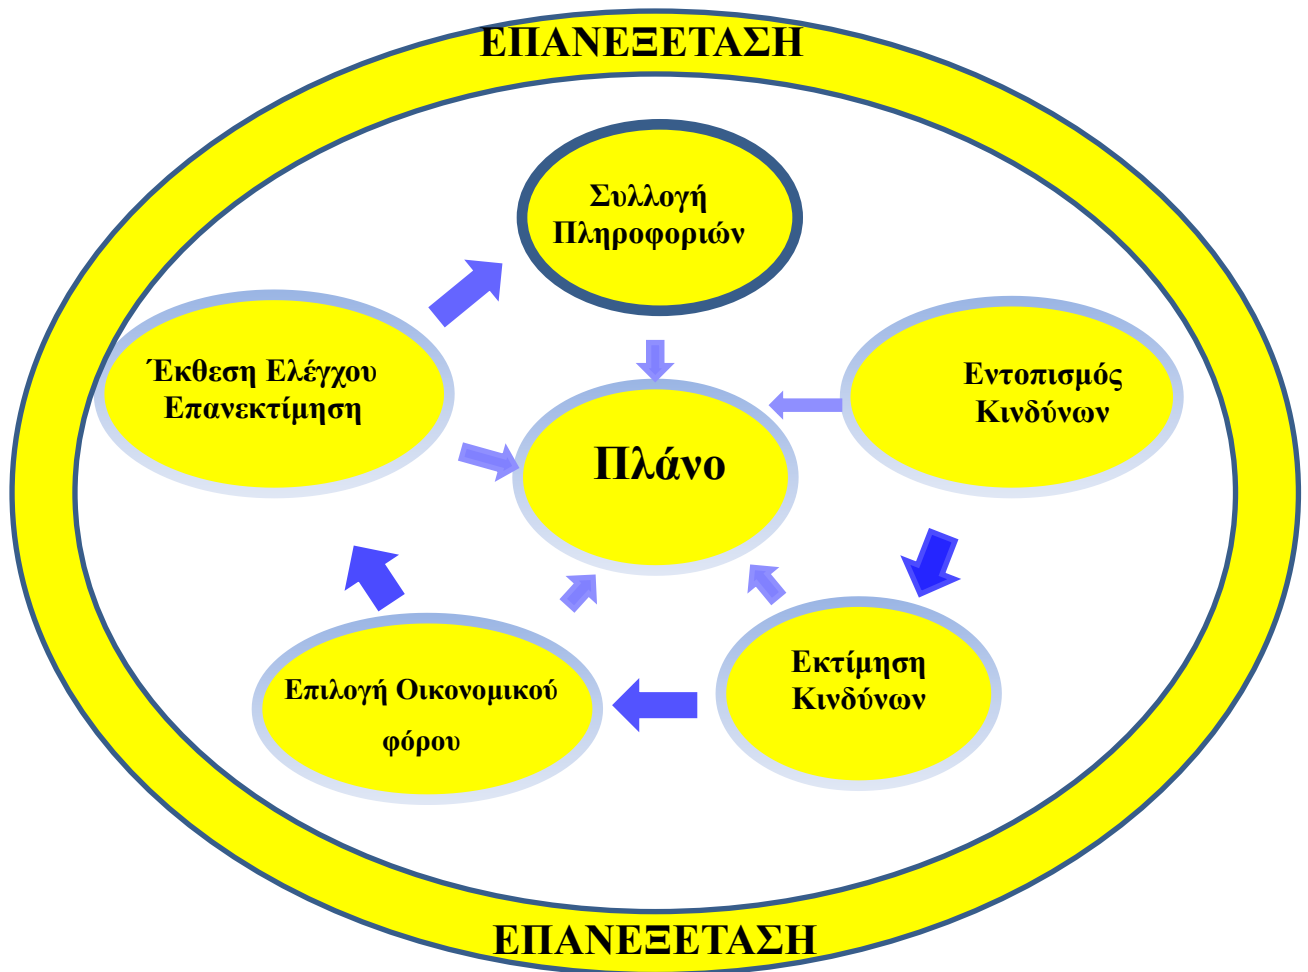 ΕΠΑΝΕΞΕΤΑΣΗ
Συλλογή
Πληροφοριών
Έκθεση Ελέγχου
Επανεκτίμηση
Εντοπισμός
Κινδύνων
Πλάνο
Εκτίμηση
Κινδύνων
Επιλογή Οικονομικού
φόρου
ΕΠΑΝΕΞΕΤΑΣΗ